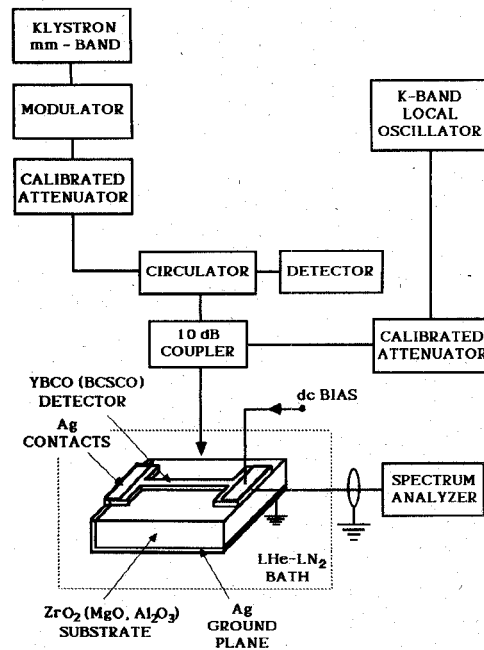 KLYSTRON
mm - BAND
MODULATOR
CALIBRATED
ATTENUATOR
K-BAND
LOCAL
OSCILLATOR
CIRCULATOR
DETECTOR
10 dB
COUPLER
CALIBRATED
ATTENUATOR
YBCO (BCSCO)
DETECTOR
Ag
CONTACTS
dc BIAS
SPECTRUM
ANALYZER
LHe-LN₂
BATH
ZrO₂ (MgO, Al₂O₃)
SUBSTRATE
Ag
GROUND
PLANE